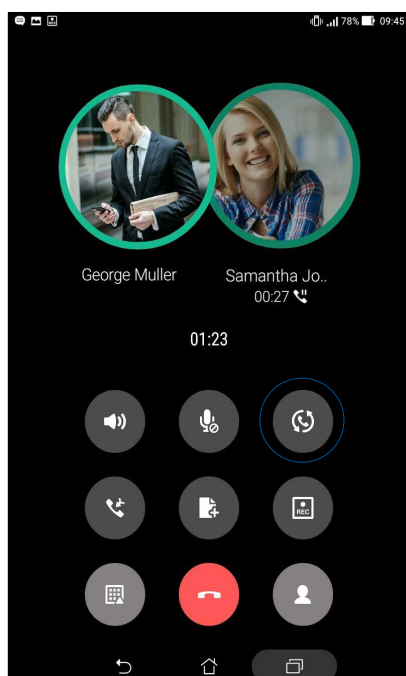 78% 09:45
George Muller
Samantha Jo..
00:27
01:23
REC